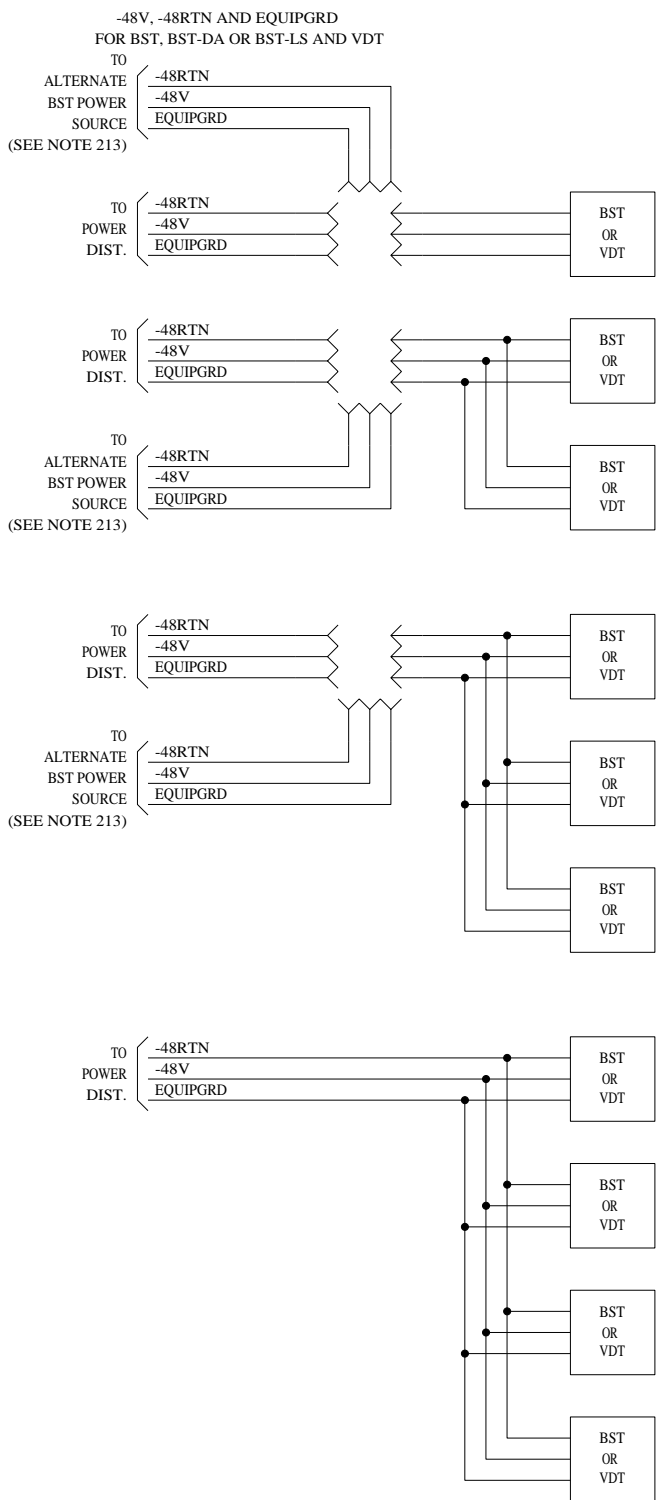 -48V, -48RTN AND EQUIPGRD
FOR BST, BST-DA OR BST-LS AND VDT
TO
ALTERNATE
BST POWER
SOURCE
(SEE NOTE 213)
-48RTN
-48V
EQUIPGRD
TO
POWER
DIST.
-48RTN
-48V
EQUIPGRD
BST
OR
VDT
TO
POWER
DIST.
-48RTN
-48V
EQUIPGRD
BST
OR
VDT
TO
ALTERNATE
BST POWER
SOURCE
(SEE NOTE 213)
-48RTN
-48V
EQUIPGRD
BST
OR
VDT
TO
POWER
DIST.
-48RTN
-48V
EQUIPGRD
BST
OR
VDT
TO
ALTERNATE
BST POWER
SOURCE
(SEE NOTE 213)
-48RTN
-48V
EQUIPGRD
BST
OR
VDT
BST
OR
VDT
TO
POWER
DIST.
-48RTN
-48V
EQUIPGRD
BST
OR
VDT
BST
OR
VDT
BST
OR
VDT
BST
OR
VDT